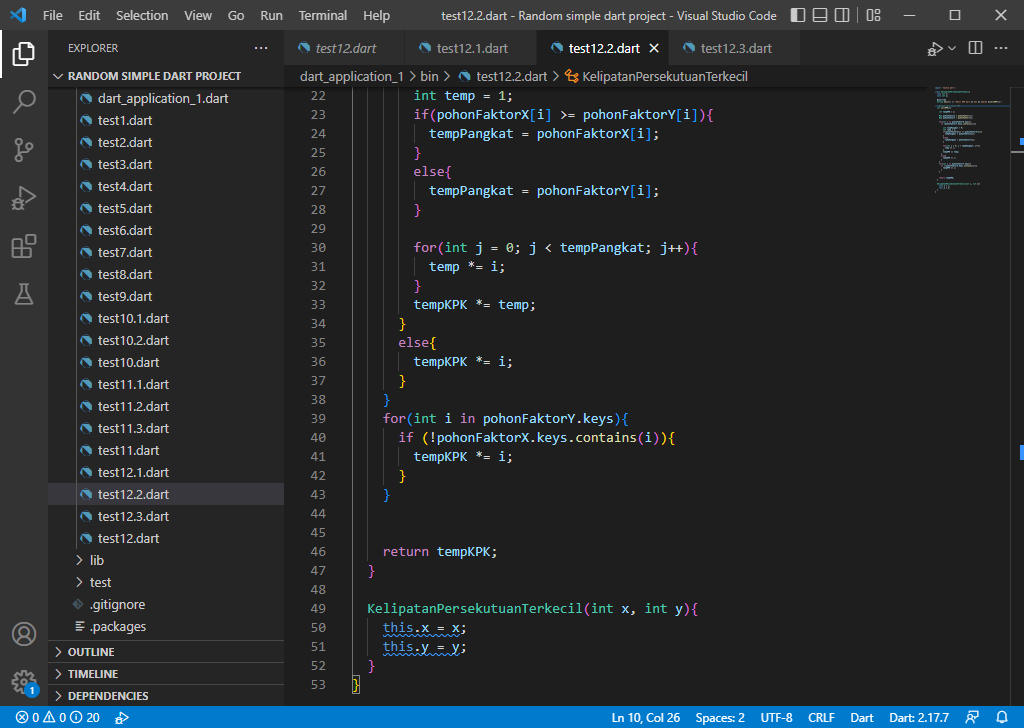 File Edit Selection View Go Run Terminal Help test12.2.dart - Random simple dart project - Visual Studio Code
EXPLORER
RANDOM SIMPLE DART PROJECT
dart_application_1.dart
test1.dart
test2.dart
test3.dart
test4.dart
test5.dart
test6.dart
test7.dart
test8.dart
test9.dart
test10.1.dart
test10.2.dart
test10.dart
test11.1.dart
test11.2.dart
test11.3.dart
test11.dart
test12.1.dart
test12.2.dart
test12.3.dart
test12.dart
lib
test
.gitignore
.packages
OUTLINE
TIMELINE
DEPENDENCIES
1
test12.dart test12.1.dart test12.2.dart test12.3.dart
dart_application_1 > bin > test12.2.dart > KelipatanPersekutuanTerkecil
22 int temp = 1;
23 if(pohonFaktorX[i] >= pohonFaktorY[i]){
24 tempPangkat = pohonFaktorX[i];
25 }
26 else{
27 tempPangkat = pohonFaktorY[i];
28 }
29
30 for(int j = 0; j < tempPangkat; j++){
31 temp *= i;
32 }
33 tempKPK *= temp;
34 }
35 else{
36 tempKPK *= i;
37 }
38 }
39 for(int i in pohonFaktorY.keys){
40 if (!pohonFaktorX.keys.contains(i)){
41 tempKPK *= i;
42 }
43 }
44
45
46 return tempKPK;
47 }
48
49 KelipatanPersekutuanTerkecil(int x, int y){
50 this.x = x;
51 this.y = y;
52 }
53 }
0 0 20 Ln 10, Col 26 Spaces: 2 UTF-8 CRLF Dart Dart: 2.17.7